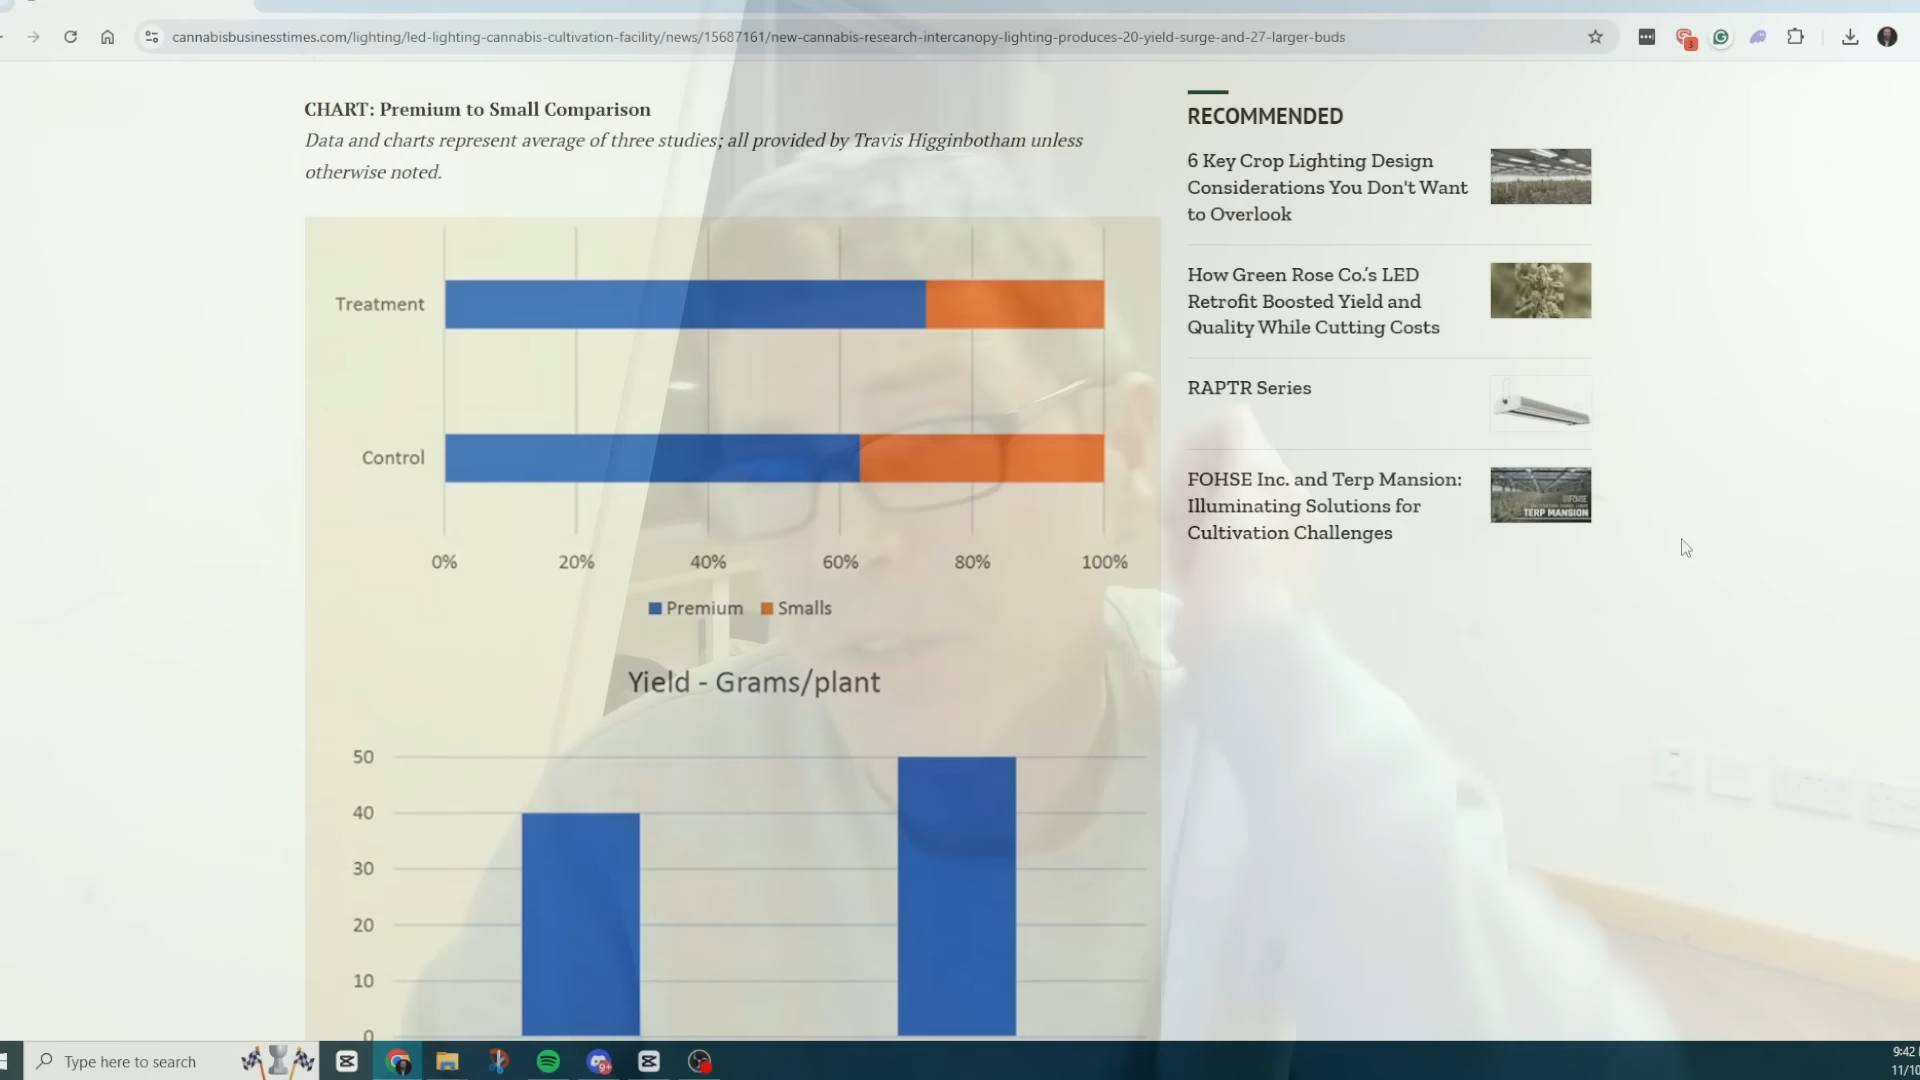 cannabisbusinesstimes.com/lighting/led-lighting-cannabis-cultivation-facility/news/15687161/new-cannabis-research-intercanopy-lighting-produces-20-yield-surge-and-27-larger-buds
3
CHART: Premium to Small Comparison
Data and charts represent average of three studies; all provided by Travis Higginbotham unless
otherwise noted.
Treatment
Control
0% 20% 40% 60% 80% 100%
Premium Smalls
Yield - Grams/plant
50
40
30
20
10
0
RECOMMENDED
6 Key Crop Lighting Design
Considerations You Don't Want
to Overlook
How Green Rose Co.'s LED
Retrofit Boosted Yield and
Quality While Cutting Costs
RAPTR Series
FOHSE Inc. and Terp Mansion:
Illuminating Solutions for
Cultivation Challenges
FOHSE
TERP MANSION
Type here to search
9+
9:42
11/10